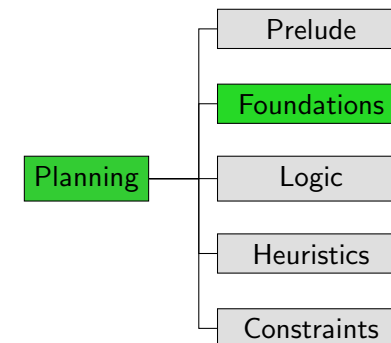 Prelude
Foundations
Planning
Logic
Heuristics
Constraints